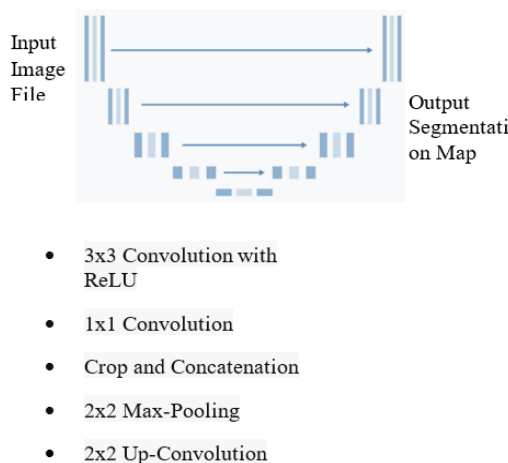 Input
Image
File
Output
Segmentati
on Map
• 3x3 Convolution with
ReLU
• 1x1 Convolution
• Crop and Concatenation
• 2x2 Max-Pooling
• 2x2 Up-Convolution